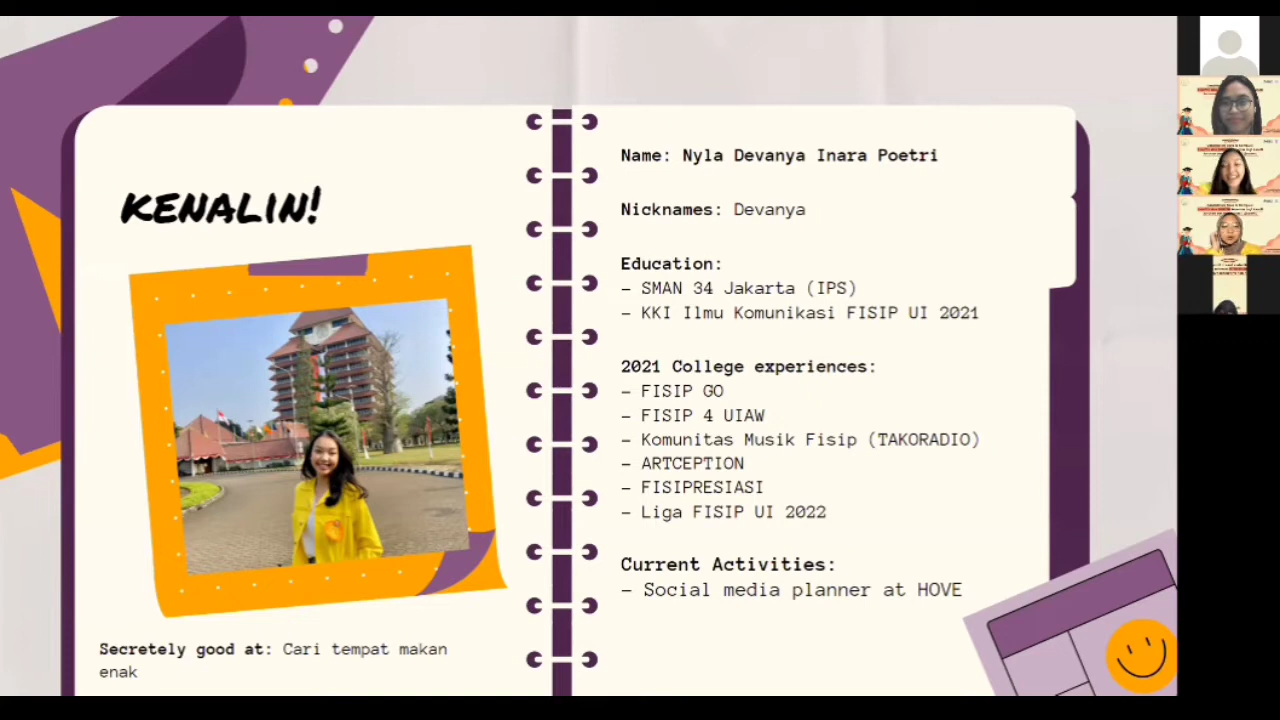 KENALIN!
Secretely good at: Cari tempat makan
enak
Name: Nyla Devanya Inara Poetri
Nicknames: Devanya
Education:
- SMAN 34 Jakarta (IPS)
- KKI Ilmu Komunikasi FISIP UI 2021
2021 College experiences:
- FISIP GO
- FISIP 4 UIAW
- Komunitas Musik Fisip (TAKORADIO)
- ARTCEPTION
- FISIPRESIASI
- Liga FISIP UI 2022
Current Activities:
- Social media planner at HOVE